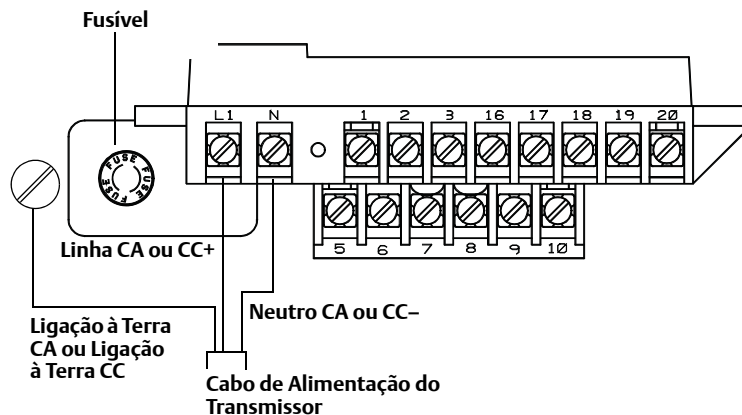 Fusível
L1 N 1 2 3 16 17 18 19 20
FUSE FUSE FUSE FUSE
5 6 7 8 9 10
Linha CA ou CC+
Neutro CA ou CC–
Ligação à Terra
CA ou Ligação
à Terra CC
Cabo de Alimentação do
Transmissor